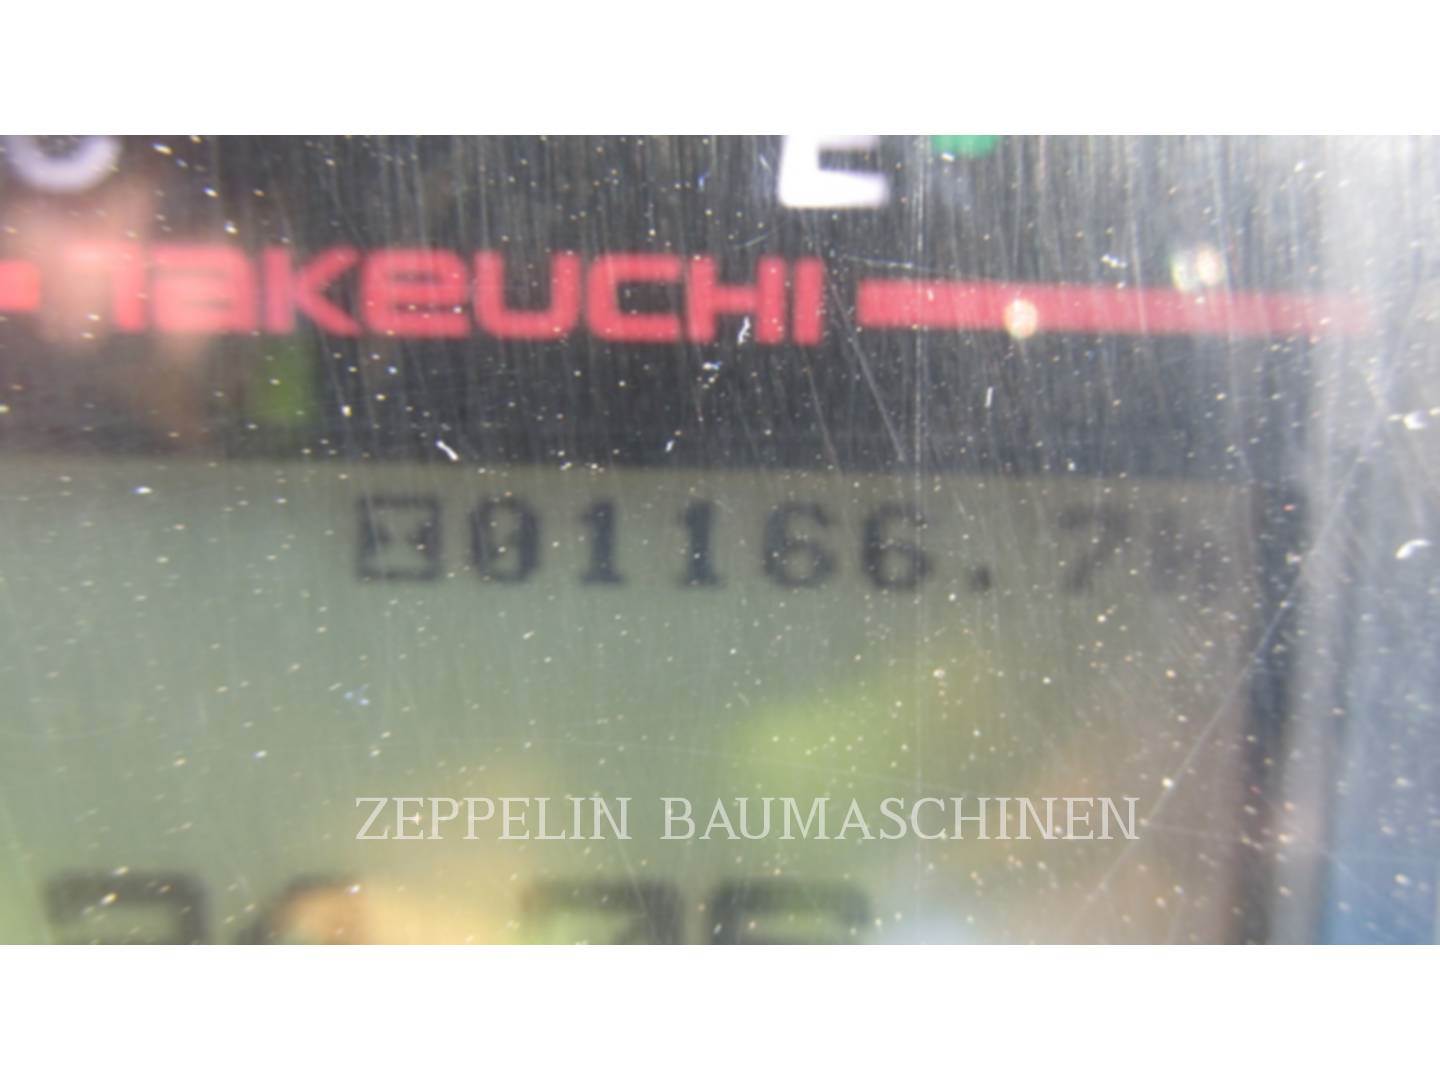 E
TAKEUCHI
01166.7
ZEPPELIN BAUMASCHINEN